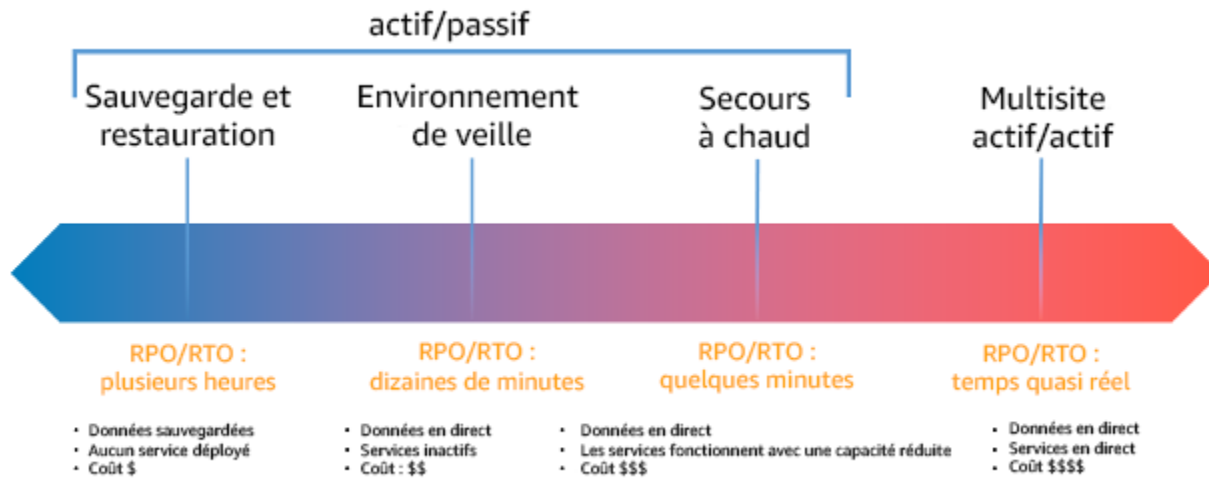 actif/passif
Sauvegarde et
restauration
Environnement
de veille
Secours
à chaud
Multisite
actif/actif
RPO/RTO :
plusieurs heures
RPO/RTO :
dizaines de minutes
RPO/RTO :
quelques minutes
RPO/RTO :
temps quasi réel
• Données sauvegardées
• Aucun service déployé
• Coût $
• Données en direct
• Services inactifs
• Coût : $$
• Données en direct
• Les services fonctionnent avec une capacité réduite
• Coût $$$
• Données en direct
• Services en direct
• Coût $$$$